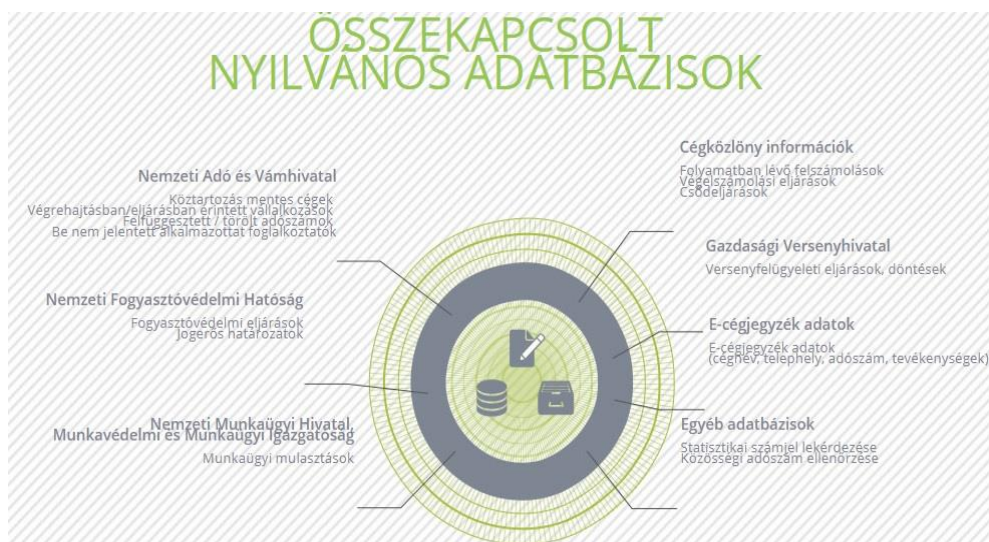 ÖSSZEKAPCSOLT
NYILVÁNOS ADATBÁZISOK
Nemzeti Adó és Vámhivatal
Köztartozás mentes cégek
Végrehajtásban/eljárásban érintett vállalkozások
Felfüggesztett / törölt adószámok
Be nem jelentett alkalmazottat foglalkoztatók
Nemzeti Fogyasztóvédelmi Hatóság
Fogyasztóvédelmi eljárások
Jogerős határozatok
Nemzeti Munkaügyi Hivatal,
Munkavédelmi és Munkaügyi Igazgatóság
Munkaügyi mulasztások
Cégközlöny információk
Folyamatban lévő felszámolások
Végelszámolási eljárások
Csődeljárások
Gazdasági Versenyhivatal
Versenyfelügyeleti eljárások, döntések
E-cégjegyzék adatok
E-cégjegyzék adatok
(cégnév, telephely, adószám, tevékenységek)
Egyéb adatbázisok
Statisztikai számjel lekérdezése
Közösségi adószám ellenőrzése